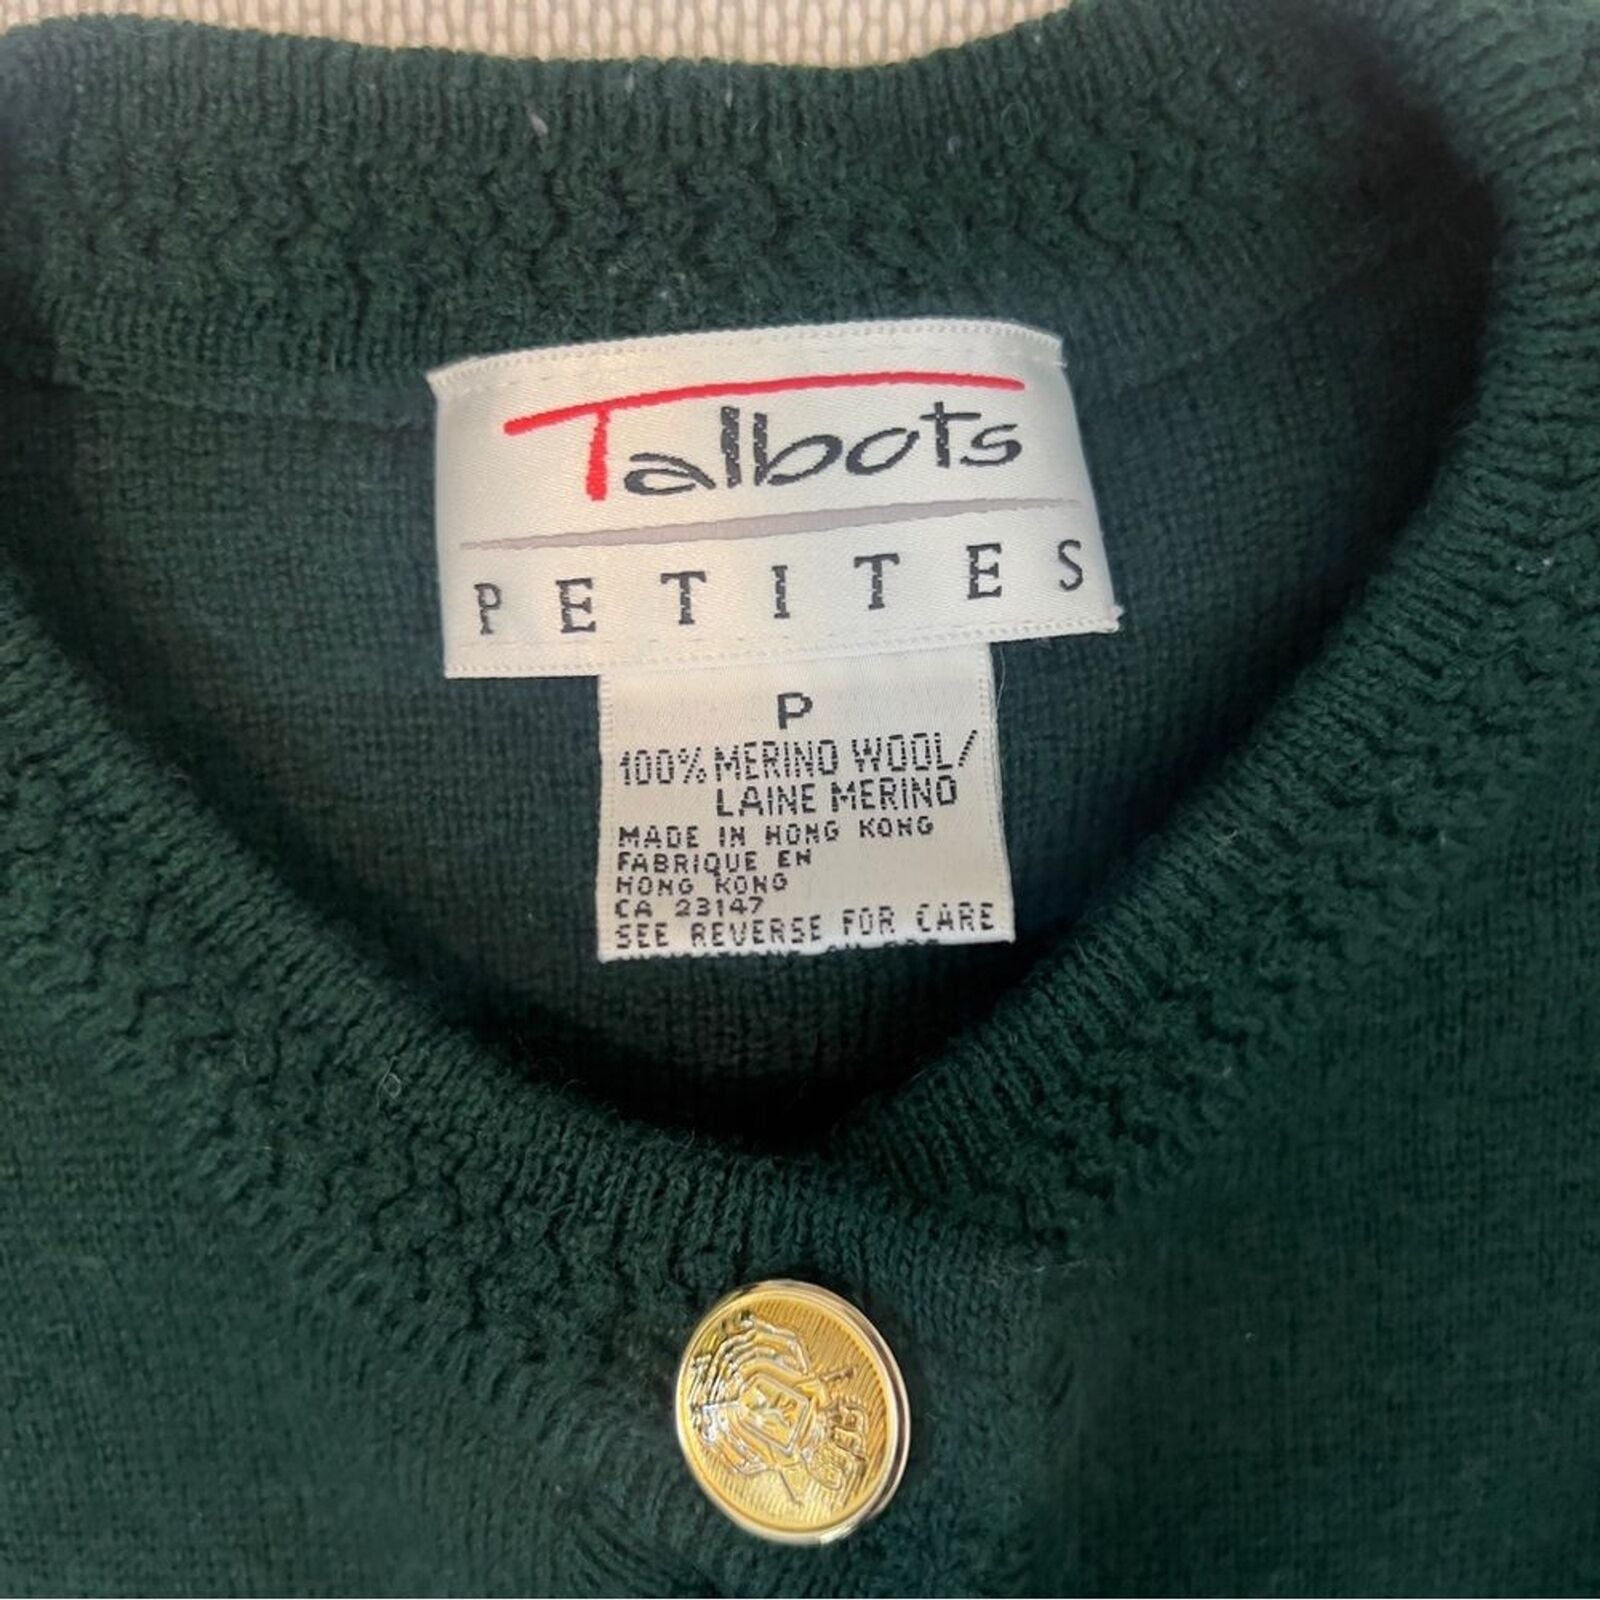 Talbots
PETITES
P
100% MERINO WOOL/
LAINE MERINO
MADE IN HONG KONG
FABRIQUE EN
HONG KONG
CA 23147
SEE REVERSE FOR CARE